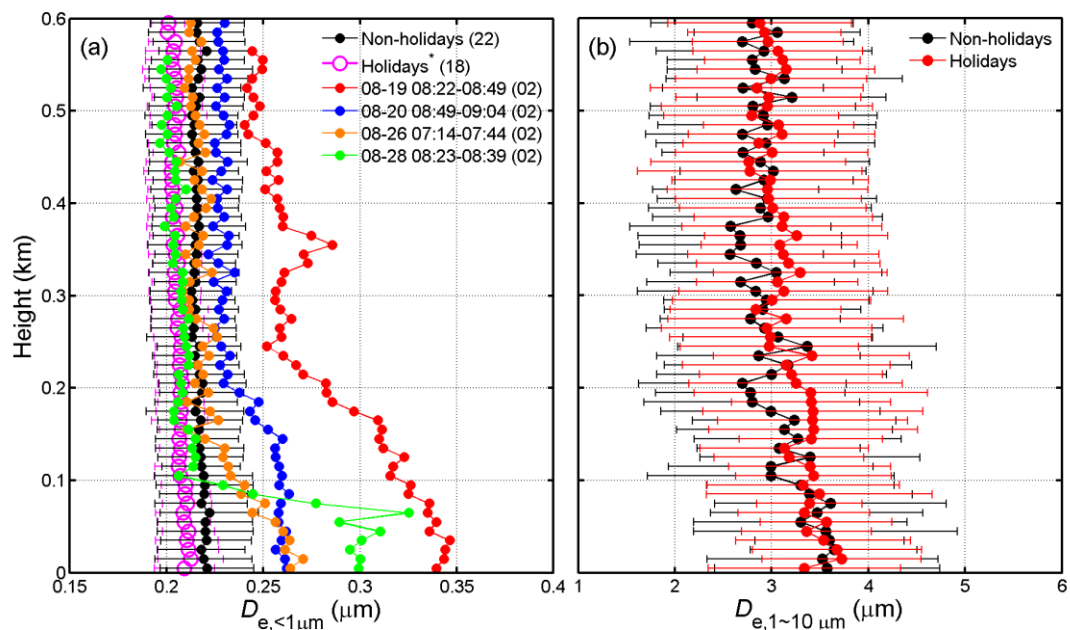 (a)
Non-holidays (22)
Holidays* (18)
08-19 08:22-08:49 (02)
08-20 08:49-09:04 (02)
08-26 07:14-07:44 (02)
08-28 08:23-08:39 (02)
Height (km)
0.6
0.5
0.4
0.3
0.2
0.1
0
0.2 0.25 0.3 0.35 0.4
De,<1μm (μm)
(b)
Non-holidays
Holidays
1 2 3 4 5 6
De,1~10 μm (μm)